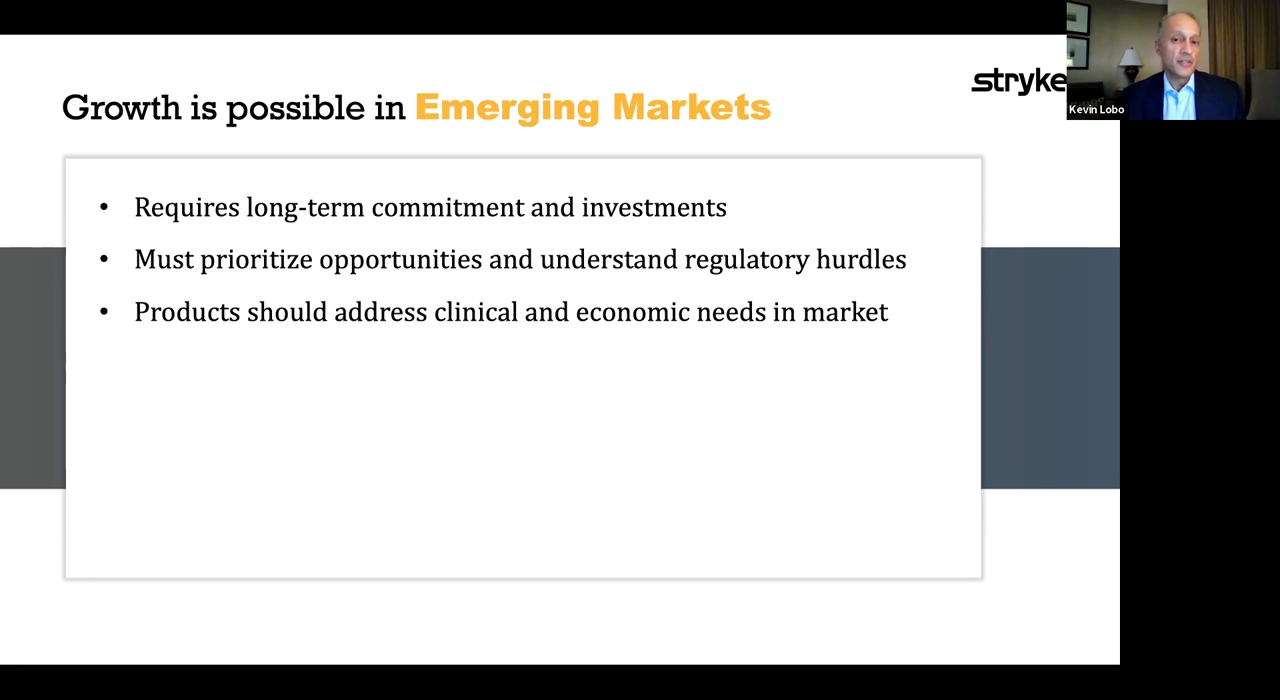 Growth is possible in Emerging Markets
stryke
Kevin Lobo
• Requires long-term commitment and investments
• Must prioritize opportunities and understand regulatory hurdles
• Products should address clinical and economic needs in market